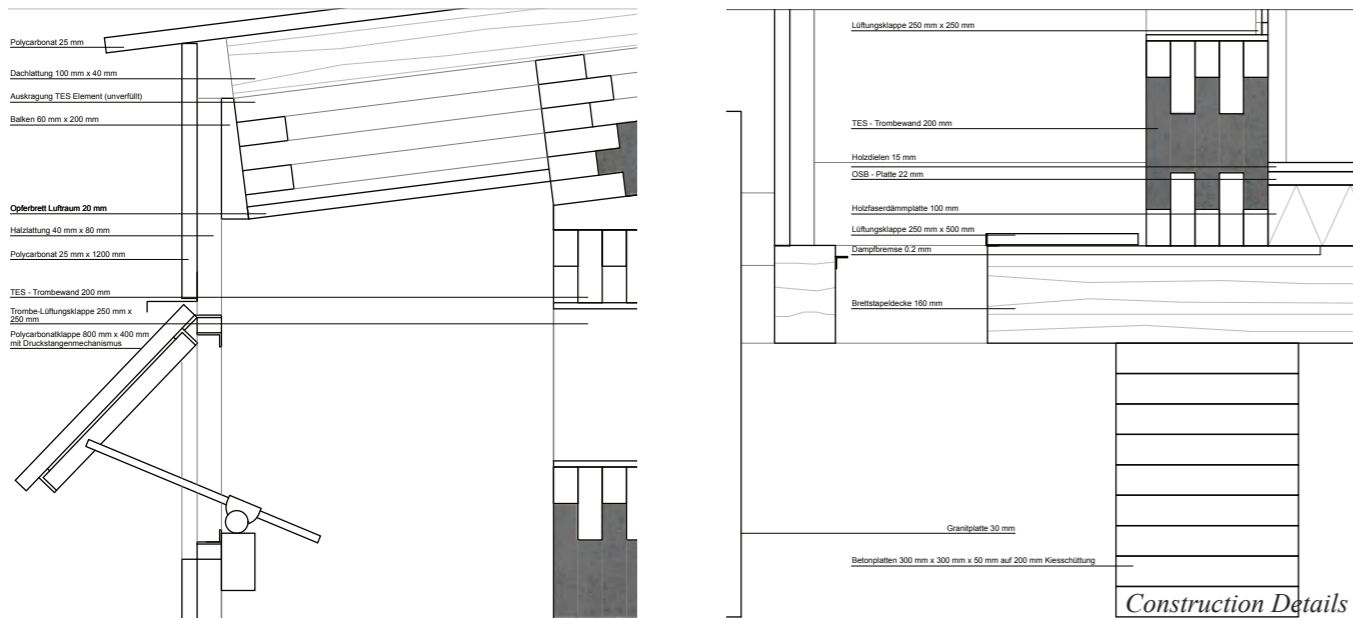 Polycarbonat 25 mm
Dachlattung 100 mm x 40 mm
Auskragung TES Element (unverfüllt)
Balken 60 mm x 200 mm
Opferbrett Luftraum 20 mm
Halzlattung 40 mm x 80 mm
Polycarbonat 25 mm x 1200 mm
TES - Trombewand 200 mm
Trombe-Lüftungsklappe 250 mm x
250 mm
Polycarbonatklappe 800 mm x 400 mm
mit Druckstangenmechanismus
Lüftungsklappe 250 mm x 250 mm
TES - Trombewand 200 mm
Holzdielen 15 mm
OSB - Platte 22 mm
Holzfaserdämmplatte 100 mm
Lüftungsklappe 250 mm x 500 mm
Dampfbremse 0.2 mm
Brettstapeldecke 160 mm
Granitplatte 30 mm
Betonplatten 300 mm x 300 mm x 50 mm auf 200 mm Kiesschüttung
Construction Details